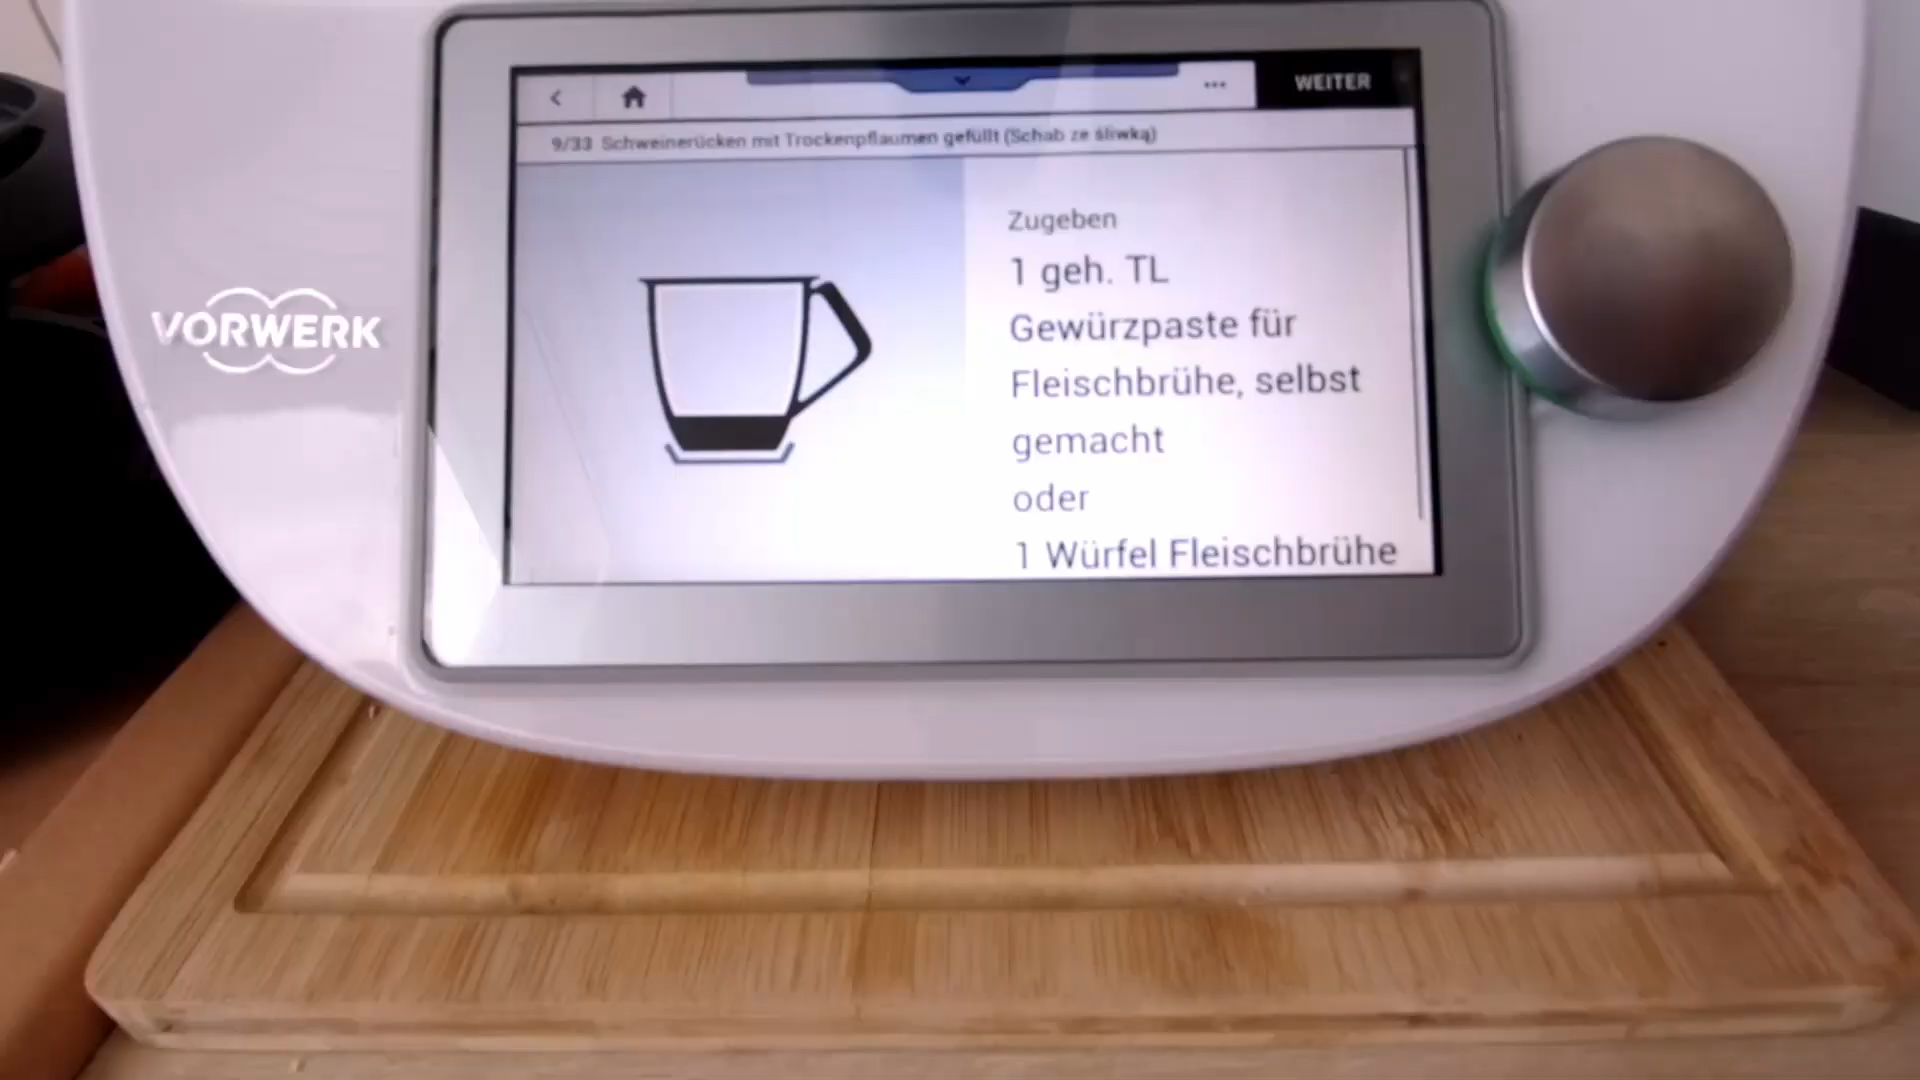 WEITER
9/33 Schweinerücken mit Trockenpflaumen gefüllt (Schab ze śliwką)
Zugeben
1 geh. TL
Gewürzpaste für
Fleischbrühe, selbst
gemacht
oder
1 Würfel Fleischbrühe
VORWERK